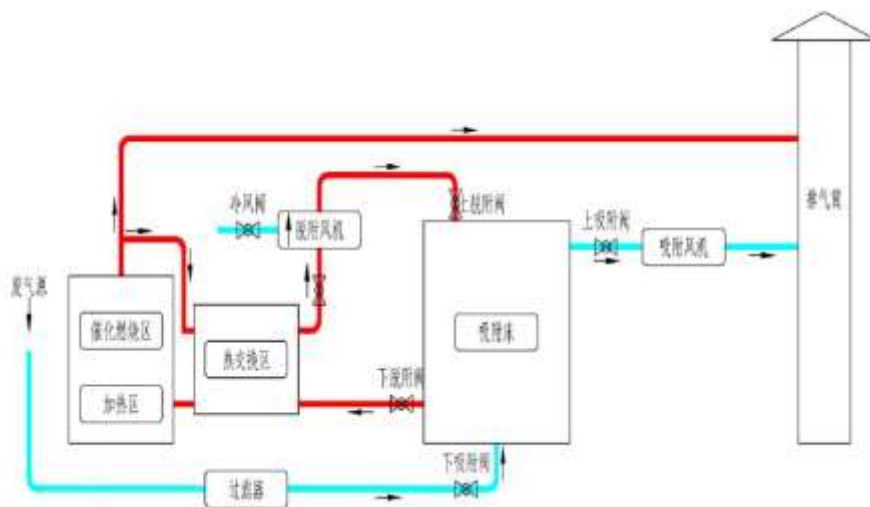 排气筒
冷风阀
脱附风机
上脱附阀
上吸附阀
吸附风机
废气源
催化燃烧区
热交换区
吸附床
加热区
下脱附阀
下吸附阀
过滤器